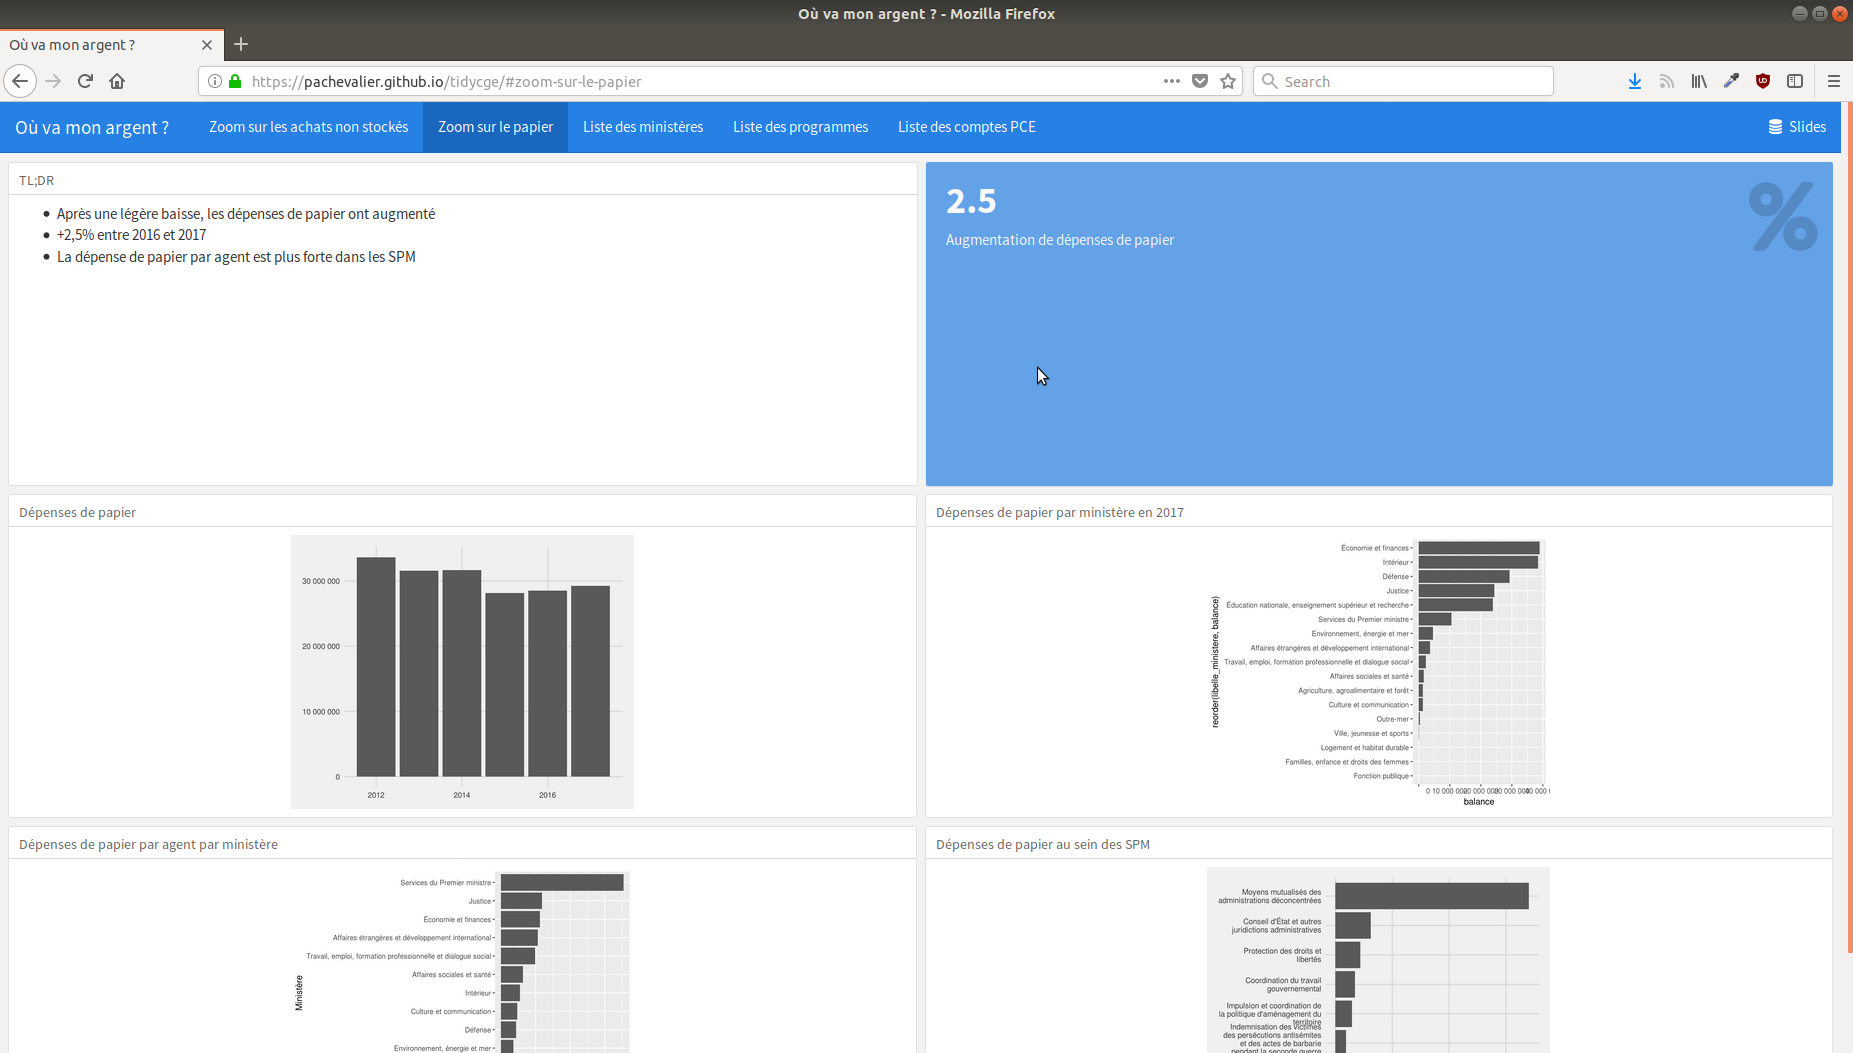 Où va mon argent ? - Mozilla Firefox
Où va mon argent ?
https://pachevalier.github.io/tidycge/#zoom-sur-le-papier
Search
Où va mon argent ?
Zoom sur les achats non stockés
Zoom sur le papier
Liste des ministères
Liste des programmes
Liste des comptes PCE
Slides
TL;DR
Après une légère baisse, les dépenses de papier ont augmenté
+2,5% entre 2016 et 2017
La dépense de papier par agent est plus forte dans les SPM
2.5
%
Augmentation de dépenses de papier
Dépenses de papier
30 000 000
20 000 000
10 000 000
0
2012
2014
2016
Dépenses de papier par ministère en 2017
reorder(libelle_ministere, balance)
Économie et finances
Intérieur
Défense
Justice
Éducation nationale, enseignement supérieur et recherche
Services du Premier ministre
Environnement, énergie et mer
Affaires étrangères et développement international
Travail, emploi, formation professionnelle et dialogue social
Affaires sociales et santé
Agriculture, agroalimentaire et forêt
Culture et communication
Outre-mer
Ville, jeunesse et sports
Logement et habitat durable
Familles, enfance et droits des femmes
Fonction publique
0 10 000 000
balance
Dépenses de papier par agent par ministère
Ministère
Services du Premier ministre
Justice
Économie et finances
Affaires étrangères et développement international
Travail, emploi, formation professionnelle et dialogue social
Affaires sociales et santé
Intérieur
Culture et communication
Défense
Environnement, énergie et mer
Dépenses de papier au sein des SPM
Moyens mutualisés des
administrations déconcentrées
Conseil d'État et autres
juridictions administratives
Protection des droits et
libertés
Coordination du travail
gouvernemental
Impulsion et coordination de
la politique d'aménagement du
territoire
Indemnisation des victimes
des persécutions antisémites
et des actes de barbarie
pendant la seconde guerre